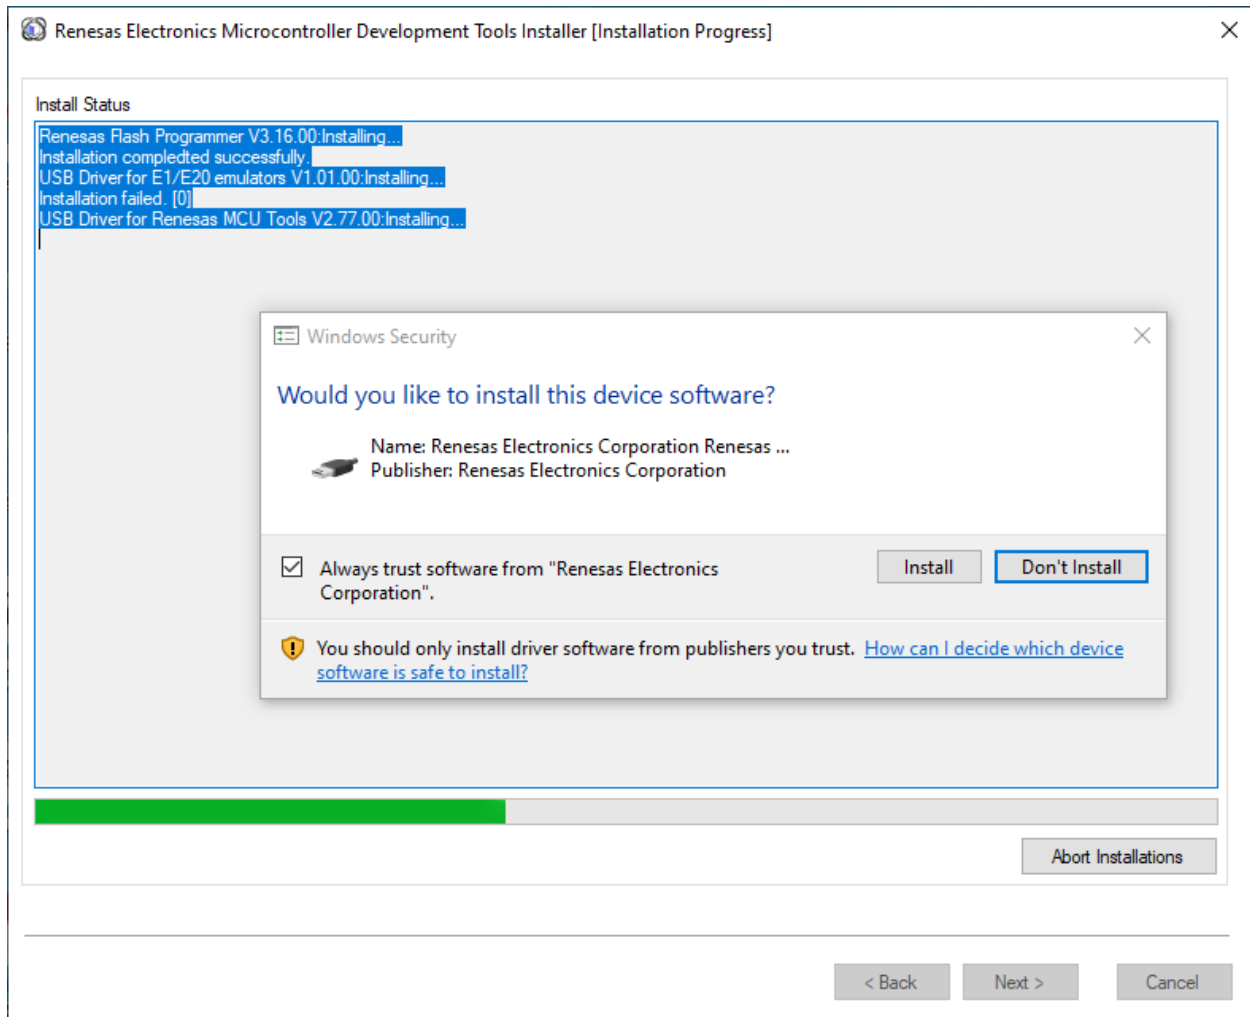 Renesas Electronics Microcontroller Development Tools Installer [Installation Progress]
Install Status
Renesas Flash Programmer V3.16.00:Installing...
Installation compledted successfully.
USB Driver for E1/E20 emulators V1.01.00:Installing...
Installation failed. [0]
USB Driver for Renesas MCU Tools V2.77.00:Installing...
Windows Security
Would you like to install this device software?
Name: Renesas Electronics Corporation Renesas ...
Publisher: Renesas Electronics Corporation
Always trust software from "Renesas Electronics
Corporation".
Install
Don't Install
You should only install driver software from publishers you trust. How can I decide which device
software is safe to install?
Abort Installations
< Back
Next >
Cancel